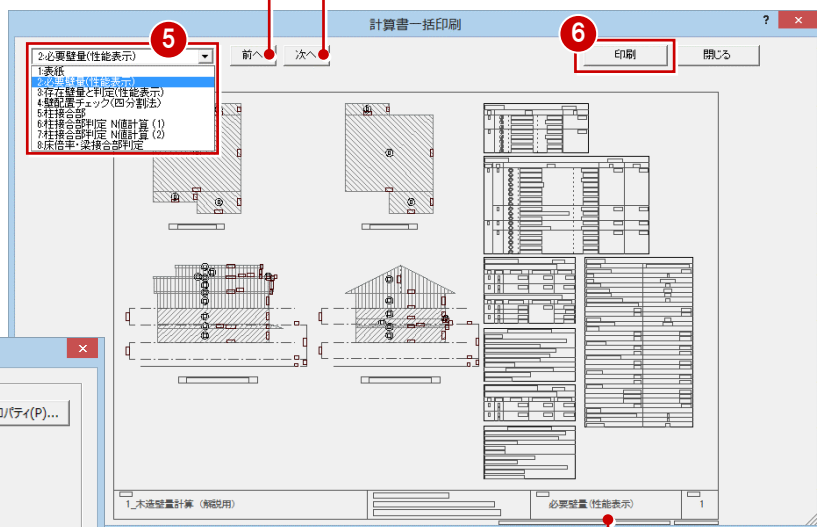 計算書一括印刷
?
×
5
6
2:必要壁量(性能表示)
前へ
次へ
印刷
閉じる
1:表紙
2:必要壁量(性能表示)
3:存在壁量と判定(性能表示)
4:壁配置チェック(四分割法)
5:柱接合部
6:柱接合部判定 N値計算 (1)
7:柱接合部判定 N値計算 (2)
8:床倍率・梁接合部判定
×
ロパティ(P)...
1_木造壁量計算 (解説用)
必要壁量(性能表示)
1